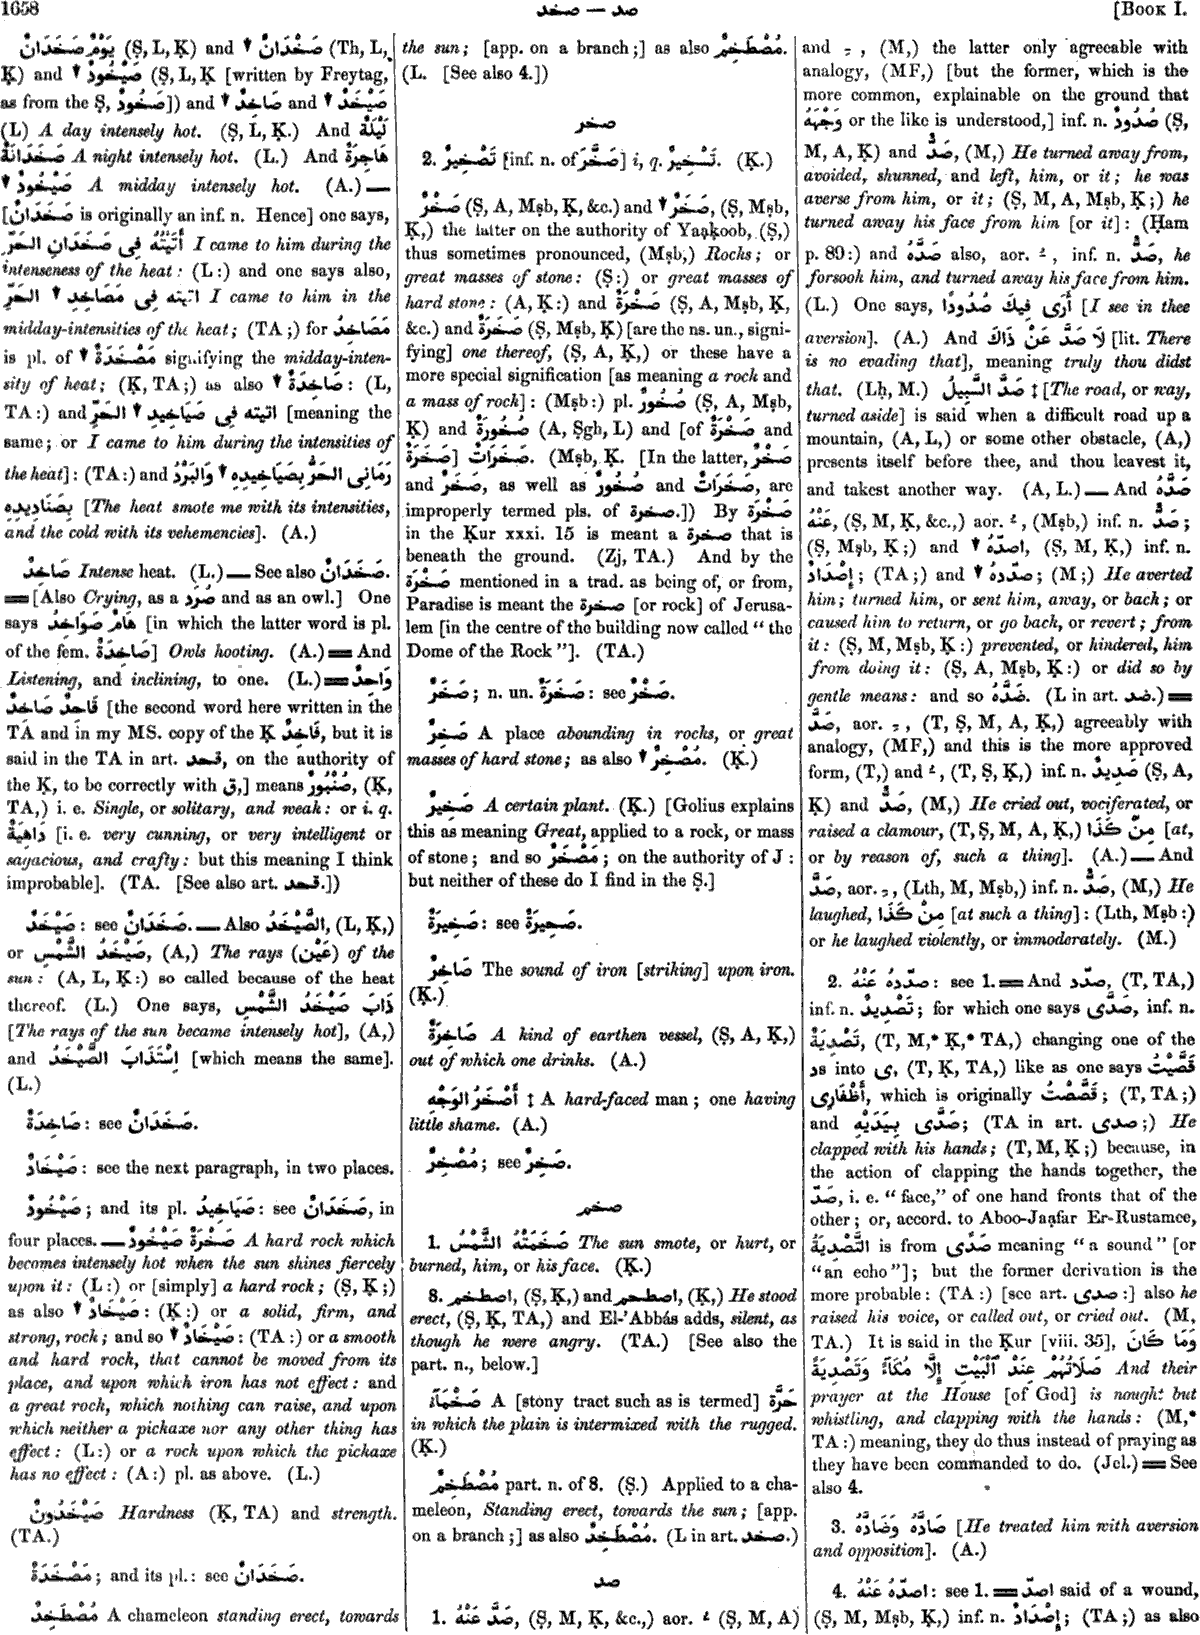 1658
صخد — صد
[BOOK I.
يَوْمٌ صَخَدَانٌ (Ṣ, L, Ḳ) and ↓ صَخْدَانٌ (Th, L,
Ḳ) and ↓ صَيْخُودٌ (Ṣ, L, Ḳ [written by Freytag,
as from the Ṣ, صَخُودٌ]) and ↓ صَاخِدٌ and ↓ صَيْخَدٌ
(L) A day intensely hot. (Ṣ, L, Ḳ.) And لَيْلَةٌ
صَخَدَانَةٌ A night intensely hot. (L.) And هَاجِرَةٌ
↓ صَيْخُودٌ A midday intensely hot. (A.) —
[صَخَدَانٌ is originally an inf. n. Hence] one says,
أَتَيْتُهُ فِى صَخَدَانِ الحَرِّ I came to him during the
intenseness of the heat: (L:) and one says also,
اتيته فِى مَصَاخِدِ ↓ الحَرِّ I came to him in the
midday-intensities of the heat; (TA;) for مَصَاخِدُ
is pl. of ↓ مَصْخَدَةٌ signifying the midday-inten-
sity of heat; (Ḳ, TA;) as also ↓ صَاخِدَةٌ: (L,
TA:) and اتيته فِى صَيَاخِيدِ ↓ الحَرِّ [meaning the
same; or I came to him during the intensities of
the heat]: (TA:) and رَمَانِى الحَرُّ بِصَيَاخِيدِهِ ↓ وَالبَرْدُ
بِصَنَادِيدِهِ [The heat smote me with its intensities,
and the cold with its vehemencies]. (A.)
صَاخِدٌ Intense heat. (L.) — See also صَخَدَانٌ.
═ [Also Crying, as a صُرَد and as an owl.] One
says هَامٌ صَوَاخِدُ [in which the latter word is pl.
of the fem. صَاخِدَةٌ] Owls hooting. (A.) ═ And
Listening, and inclining, to one. (L.) ═ وَاحِدٌ
قَاحِدٌ صَاخِدٌ [the second word here written in the
TA and in my MS. copy of the Ḳ فَاحِدٌ, but it is
said in the TA in art. قحد, on the authority of
the Ḳ, to be correctly with ق,] means صُنْبُورٌ, (Ḳ,
TA,) i. e. Single, or solitary, and weak: or i. q.
دَاهِيَةٌ [i. e. very cunning, or very intelligent or
sagacious, and crafty: but this meaning I think
improbable]. (TA. [See also art. قحد.])
صَيْخَدٌ: see صَخَدَانٌ. — Also الصَّيْخَدُ, (L, Ḳ,)
or صَيْخَدُ الشَّمْسِ, (A,) The rays (عَيْن) of the
sun: (A, L, Ḳ:) so called because of the heat
thereof. (L.) One says, ذَابَ صَيْخَدُ الشَّمْسِ
[The rays of the sun became intensely hot], (A,)
and اِسْتَذَابَ الصَّيْخَدُ [which means the same].
(L.)
صَاخِدَةٌ: see صَخَدَانٌ.
صَيْخَادٌ: see the next paragraph, in two places.
صَيْخُودٌ; and its pl. صَيَاخِيدُ: see صَخَدَانٌ, in
four places. — صَخْرَةٌ صَيْخُودٌ A hard rock which
becomes intensely hot when the sun shines fiercely
upon it: (L:) or [simply] a hard rock; (Ṣ, Ḳ;)
as also ↓ صَيْخَادٌ: (Ḳ:) or a solid, firm, and
strong, rock; and so ↓ صَيْخَادٌ: (TA:) or a smooth
and hard rock, that cannot be moved from its
place, and upon which iron has not effect: and
a great rock, which nothing can raise, and upon
which neither a pickaxe nor any other thing has
effect: (L:) or a rock upon which the pickaxe
has no effect: (A:) pl. as above. (L.)
صَيْخَدُونٌ Hardness (Ḳ, TA) and strength.
(TA.)
مَصْخَدَةٌ; and its pl.: see صَخَدَانٌ.
مُصْطَخِدٌ A chameleon standing erect, towards
the sun; [app. on a branch;] as also مُصْطَخِمٌ.
(L. [See also 4.])
صخر
2. تَصْخِيرٌ [inf. n. of صَخَّرَ] i. q. تَسْخِيرٌ. (Ḳ.)
صَخْرٌ (Ṣ, A, Mṣb, Ḳ, &c.) and ↓ صَخَرٌ, (Ṣ, Mṣb,
Ḳ,) the latter on the authority of Yaạḳoob, (Ṣ,)
thus sometimes pronounced, (Mṣb,) Rocks; or
great masses of stone: (Ṣ:) or great masses of
hard stone: (A, Ḳ:) and صَخْرَةٌ (Ṣ, A, Mṣb, Ḳ,
&c.) and صَخَرَةٌ (Ṣ, Mṣb, Ḳ) [are the ns. un., signi-
fying] one thereof, (Ṣ, A, Ḳ,) or these have a
more special signification [as meaning a rock and
a mass of rock]: (Mṣb:) pl. صُخُورٌ (Ṣ, A, Mṣb,
Ḳ) and صُخُورَةٌ (A, Ṣgh, L) and [of صَخْرَةٌ and
صَخَرَةٌ] صَخَرَاتٌ. (Mṣb, Ḳ. [In the latter, صَخْرٌ
and صَخَرٌ, as well as صُخُورٌ and صَخَرَاتٌ, are
improperly termed pls. of صخرة.]) By صَخْرَةٌ
in the Ḳur xxxi. 15 is meant a صخرة that is
beneath the ground. (Zj, TA.) And by the
صَخْرَة mentioned in a trad. as being of, or from,
Paradise is meant the صخرة [or rock] of Jerusa-
lem [in the centre of the building now called "the
Dome of the Rock"]. (TA.)
صَخَرٌ; n. un. صَخَرَةٌ: see صَخْرٌ.
صَخِرٌ A place abounding in rocks, or great
masses of hard stone; as also ↓ مُصْخِرٌ. (Ḳ.)
صَخِيرٌ A certain plant. (Ḳ.) [Golius explains
this as meaning Great, applied to a rock, or mass
of stone; and so مَصْخَرٌ; on the authority of J:
but neither of these do I find in the Ṣ.]
صَخِيرَةٌ: see صَحِيرَةٌ.
صَاخِرٌ The sound of iron [striking] upon iron.
(Ḳ.)
صَاخِرَةٌ A kind of earthen vessel, (Ṣ, A, Ḳ,)
out of which one drinks. (A.)
أَصْخَرُ الوَجْهِ ‡ A hard-faced man; one having
little shame. (A.)
مُصْخِرٌ; see صَخِرٌ.
صخم
1. صَخَمَتْهُ الشَّمْسُ The sun smote, or hurt, or
burned, him, or his face. (Ḳ.)
8. اصطخم, (Ṣ, Ḳ,) and اصطحم, (Ḳ,) He stood
erect, (Ṣ, Ḳ, TA,) and El-'Abbás adds, silent, as
though he were angry. (TA.) [See also the
part. n., below.]
صَخْمَآءُ A [stony tract such as is termed] حَرَّة
in which the plain is intermixed with the rugged.
(Ḳ.)
مُصْطَخِمٌ part. n. of 8. (Ṣ.) Applied to a cha-
meleon, Standing erect, towards the sun; [app.
on a branch;] as also مُصْطَخِدٌ. (L in art. صخد.)
صد
1. صَدَّ عَنْهُ, (Ṣ, M, Ḳ, &c.,) aor. ـُ (Ṣ, M, A)
and ـِ, (M,) the latter only agreeable with
analogy, (MF,) [but the former, which is the
more common, explainable on the ground that
وَجْهَهُ or the like is understood,] inf. n. صُدُودٌ (Ṣ,
M, A, Ḳ) and صَدٌّ, (M,) He turned away from,
avoided, shunned, and left, him, or it; he was
averse from him, or it; (Ṣ, M, A, Mṣb, Ḳ;) he
turned away his face from him [or it]: (Ḥam
p. 89:) and صَدَّهُ also, aor. ـُ, inf. n. صَدٌّ, he
forsook him, and turned away his face from him.
(L.) One says, أَرَى فِيكَ صُدُودًا [I see in thee
aversion]. (A.) And لَا صَدَّ عَنْ ذَاكَ [lit. There
is no evading that], meaning truly thou didst
that. (Lḥ, M.) صَدَّ السَّبِيلُ ‡ [The road, or way,
turned aside] is said when a difficult road up a
mountain, (A, L,) or some other obstacle, (A,)
presents itself before thee, and thou leavest it,
and takest another way. (A, L.) — And صَدَّهُ
عَنْهُ, (Ṣ, M, Ḳ, &c.,) aor. ـُ, (Mṣb,) inf. n. صَدٌّ;
(Ṣ, Mṣb, Ḳ;) and ↓ اصدّهُ, (Ṣ, M, Ḳ,) inf. n.
إِصْدَادٌ; (TA;) and ↓ صدّدهُ; (M;) He averted
him; turned him, or sent him, away, or back; or
caused him to return, or go back, or revert; from
it: (Ṣ, M, Mṣb, Ḳ:) prevented, or hindered, him
from doing it: (Ṣ, A, Mṣb, Ḳ:) or did so by
gentle means: and so ضَدَّهُ. (L in art. ضد.) ═
صَدَّ, aor. ـِ, (T, Ṣ, M, A, Ḳ,) agreeably with
analogy, (MF,) and this is the more approved
form, (T,) and ـُ, (T, Ṣ, Ḳ,) inf. n. صَدِيدٌ (Ṣ, A,
Ḳ) and صَدٌّ, (M,) He cried out, vociferated, or
raised a clamour, (T, Ṣ, M, A, Ḳ,) مِنْ كَذَا [at,
or by reason of, such a thing]. (A.) — And
صَدَّ, aor. ـِ, (Lth, M, Mṣb,) inf. n. صَدٌّ, (M,) He
laughed, مِنْ كَذَا [at such a thing]: (Lth, Mṣb:)
or he laughed violently, or immoderately. (M.)
2. صدّدهُ عَنْهُ: see 1. ═ And صدّد, (T, TA,)
inf. n. تَصْدِيدٌ; for which one says صَدَّى, inf. n.
تَصْدِيَةٌ, (T, M,* Ḳ,* TA,) changing one of the
دs into ى, (T, Ḳ, TA,) like as one says قَصَّيْتُ
أَظْفَارِى, which is originally قَصَّصْتُ; (T, TA;)
and صَدَّى بِيَدَيْهِ; (TA in art. صدى;) He
clapped with his hands; (T, M, Ḳ;) because, in
the action of clapping the hands together, the
صَدّ, i. e. "face," of one hand fronts that of the
other; or, accord. to Aboo-Jaạfar Er-Rustamee,
التَّصْدِيَةُ is from صَدًى meaning "a sound" [or
"an echo"]; but the former derivation is the
more probable: (TA:) [see art. صدى:] also he
raised his voice, or called out, or cried out. (M,
TA.) It is said in the Ḳur [viii. 35], وَمَا كَانَ
صَلَاتُهُمْ عِنْدَ ٱلْبَيْتِ إِلَّا مُكَآءً وَتَصْدِيَةً And their
prayer at the House [of God] is nought but
whistling, and clapping with the hands: (M,*
TA:) meaning, they do thus instead of praying as
they have been commanded to do. (Jel.) ═ See
also 4.
3. صَادَّهُ وَضَادَّهُ [He treated him with aversion
and opposition]. (A.)
4. اصدّهُ عَنْهُ: see 1. ═ اصدّ said of a wound,
(Ṣ, M, Mṣb, Ḳ,) inf. n. إِصْدَادٌ; (TA;) as also